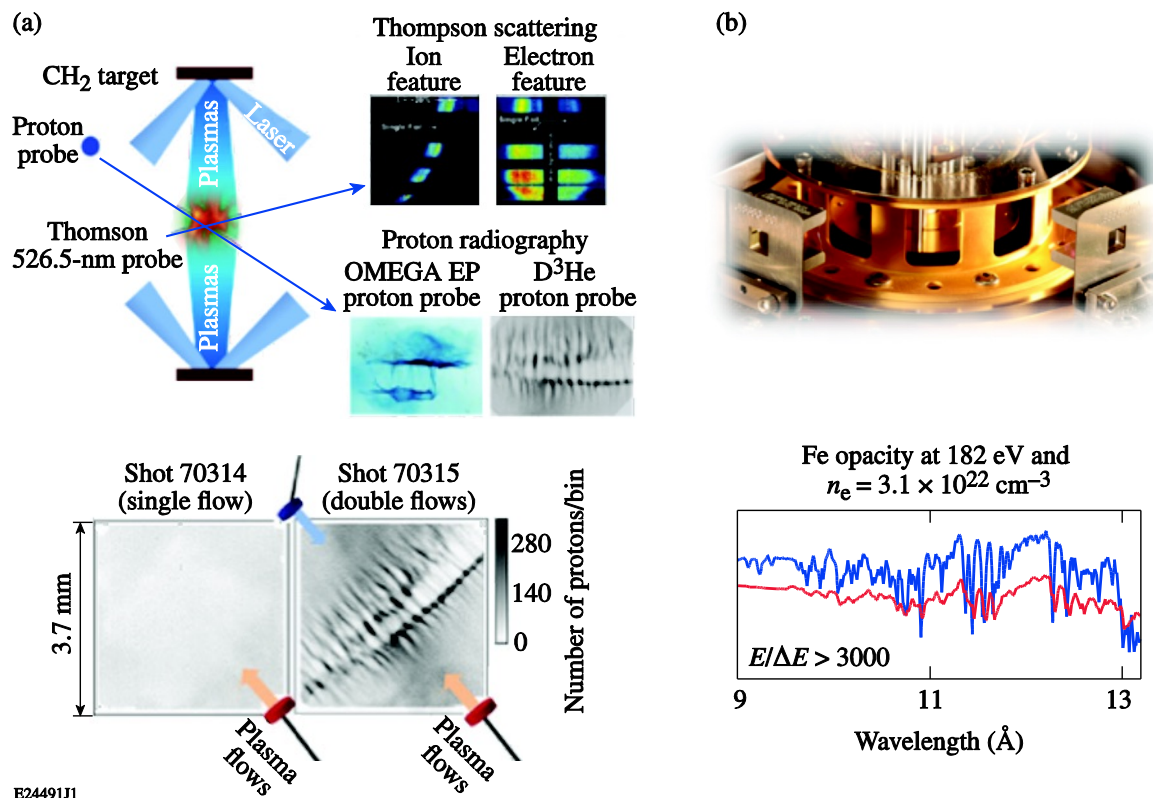 (a)
Thompson scattering
Ion
feature
Electron
feature
CH₂ target
Laser
Plasmas
Proton
probe
Thomson
526.5-nm probe
Plasmas
Proton radiography
OMEGA EP
proton probe
D³He
proton probe
Shot 70314
(single flow)
Shot 70315
(double flows)
3.7 mm
280
140
0
Number of protons/bin
Plasma
flows
Plasma
flows
E24491J1
(b)
Fe opacity at 182 eV and
nₑ = 3.1 × 10²² cm⁻³
E/ΔE > 3000
9
11
13
Wavelength (Å)